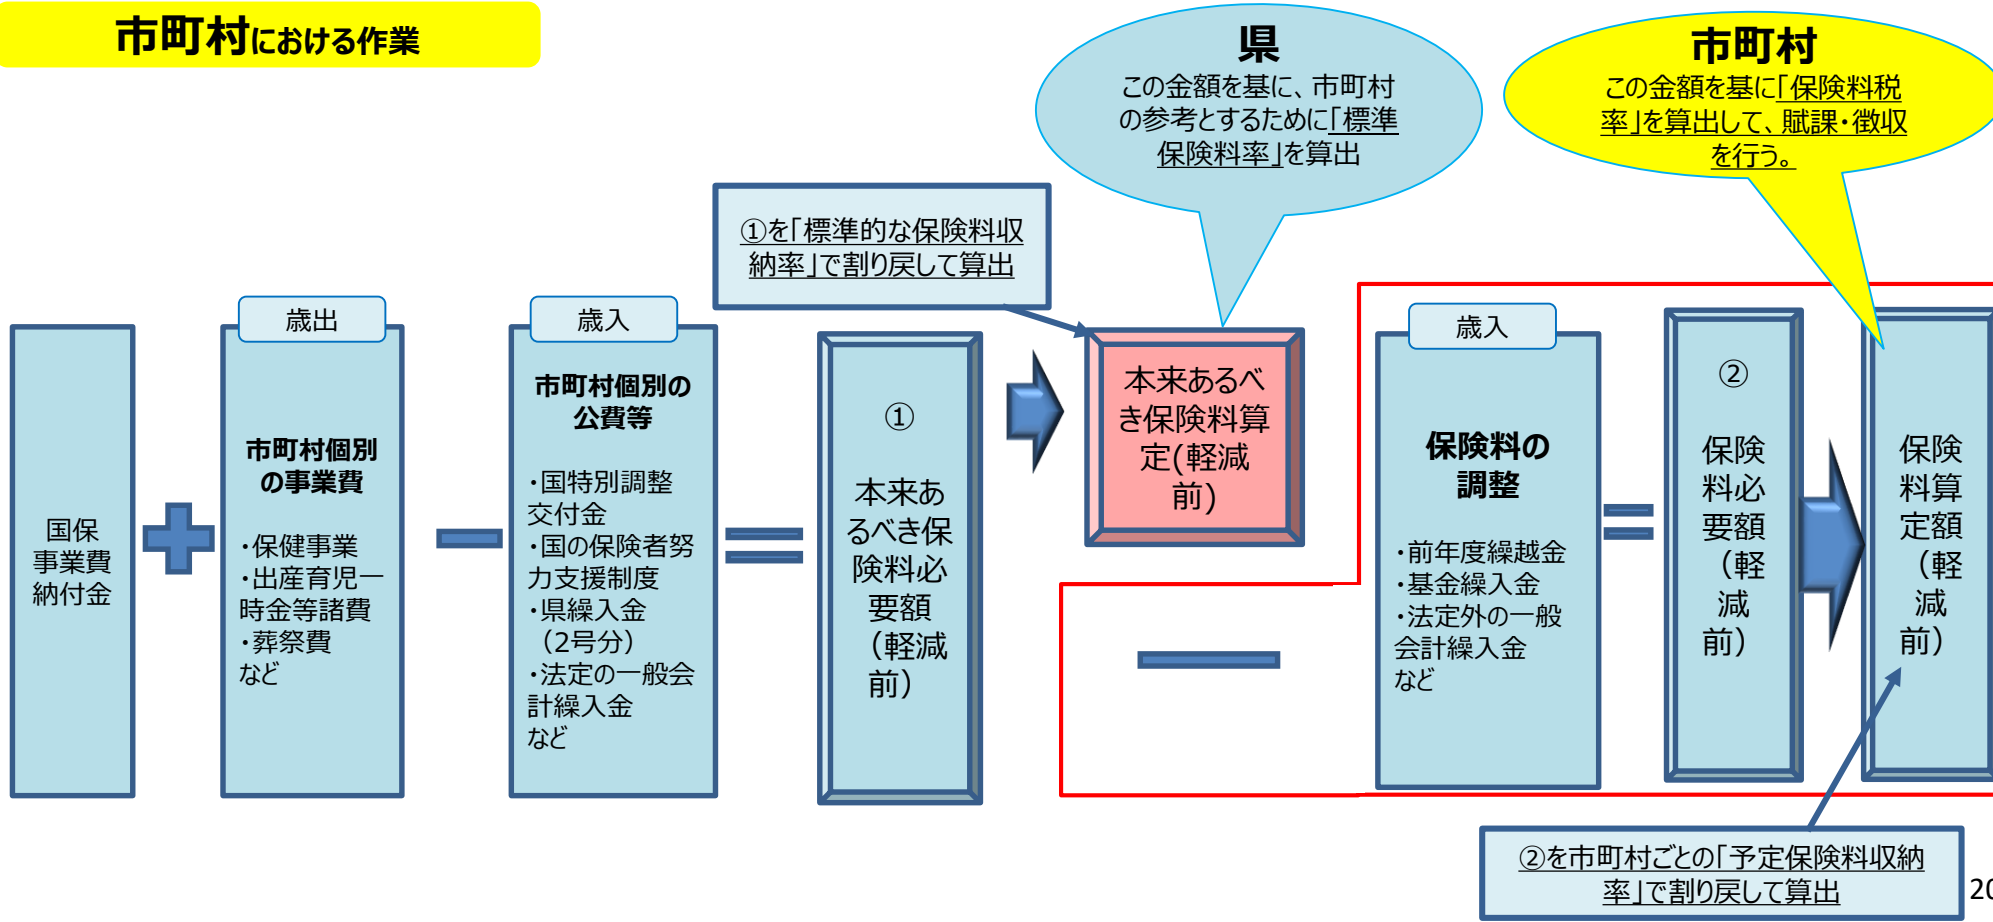 市町村における作業
県
この金額を基に、市町村
の参考とするために「標準
保険料率」を算出
市町村
この金額を基に「保険料税
率」を算出して、賦課・徴収
を行う。
①を「標準的な保険料収
納率」で割り戻して算出
国保
事業費
納付金
歳出
市町村個別
の事業費
・保健事業
・出産育児一
時金等諸費
・葬祭費
など
歳入
市町村個別の
公費等
・国特別調整
交付金
・国の保険者努
力支援制度
・県繰入金
（2号分）
・法定の一般会
計繰入金
など
①
本来あ
るべき保
険料必
要額
（軽減
前）
本来あるべ
き保険料算
定(軽減
前)
歳入
保険料の
調整
・前年度繰越金
・基金繰入金
・法定外の一般
会計繰入金
など
②
保険
料必
要額
（軽
減
前）
保険
料算
定額
（軽
減
前）
②を市町村ごとの「予定保険料収納
率」で割り戻して算出
20